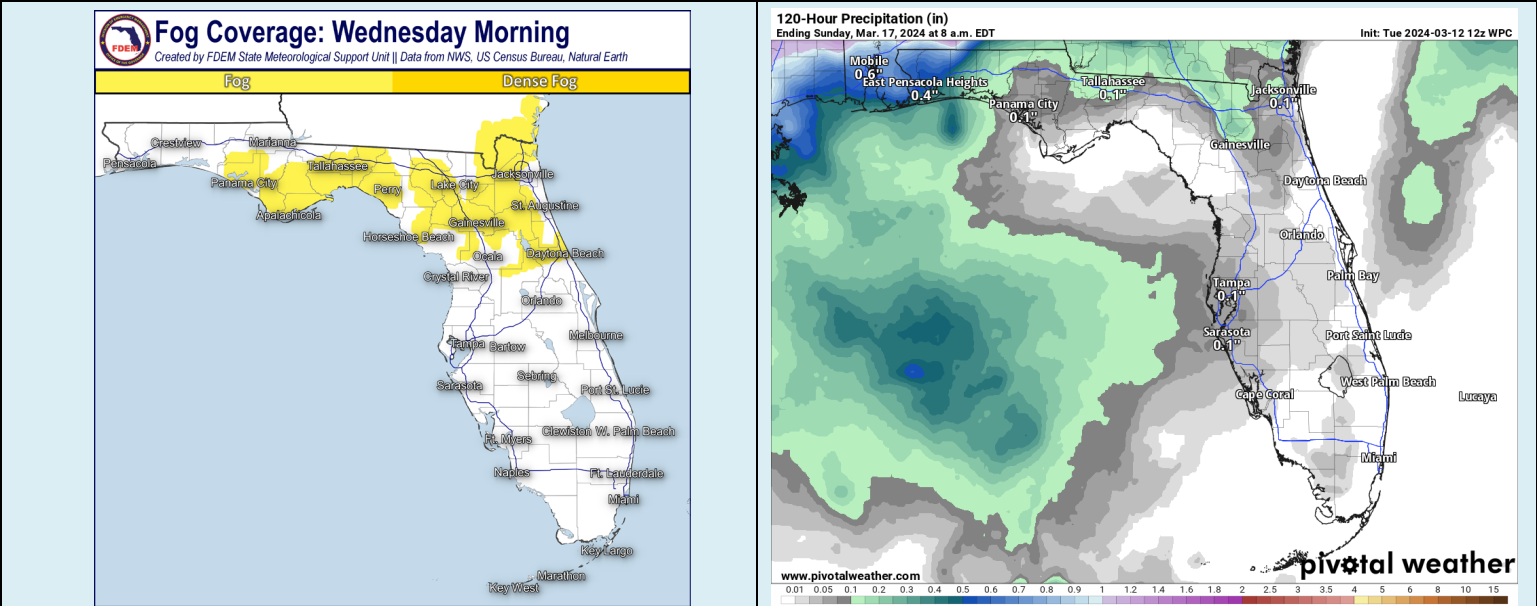 Fog Coverage: Wednesday Morning
FDEM
Created by FDEM State Meteorological Support Unit || Data from NWS, US Census Bureau, Natural Earth
Fog
Dense Fog
Crestview
Marianna
Pensacola
Tallahassee
Jacksonville
Panama City
Perry
Lake City
Apalachicola
St. Augustine
Gainesville
Horseshoe Beach
Ocala
Daytona Beach
Crystal River
Orlando
Melbourne
Tampa
Bartow
Sebring
Sarasota
Port St. Lucie
Clewiston
W. Palm Beach
Ft. Myers
Naples
Ft. Lauderdale
Miami
Key Largo
Marathon
Key West
120-Hour Precipitation (in)
Ending Sunday, Mar. 17, 2024 at 8 a.m. EDT
Init: Tue 2024-03-12 12z WPC
Mobile
0.6"
East Pensacola Heights
0.4"
Tallahassee
0.1"
Jacksonville
0.1"
Panama City
0.1"
Gainesville
Daytona Beach
Orlando
Palm Bay
Tampa
0.1"
Sarasota
0.1"
Port Saint Lucie
West Palm Beach
Cape Coral
Lucaya
Miami
pivotal weather
www.pivotalweather.com
0.01 0.05 0.1 0.2 0.3 0.4 0.5 0.6 0.7 0.8 0.9 1 1.2 1.4 1.6 1.8 2 2.5 3 3.5 4 5 6 8 10 15